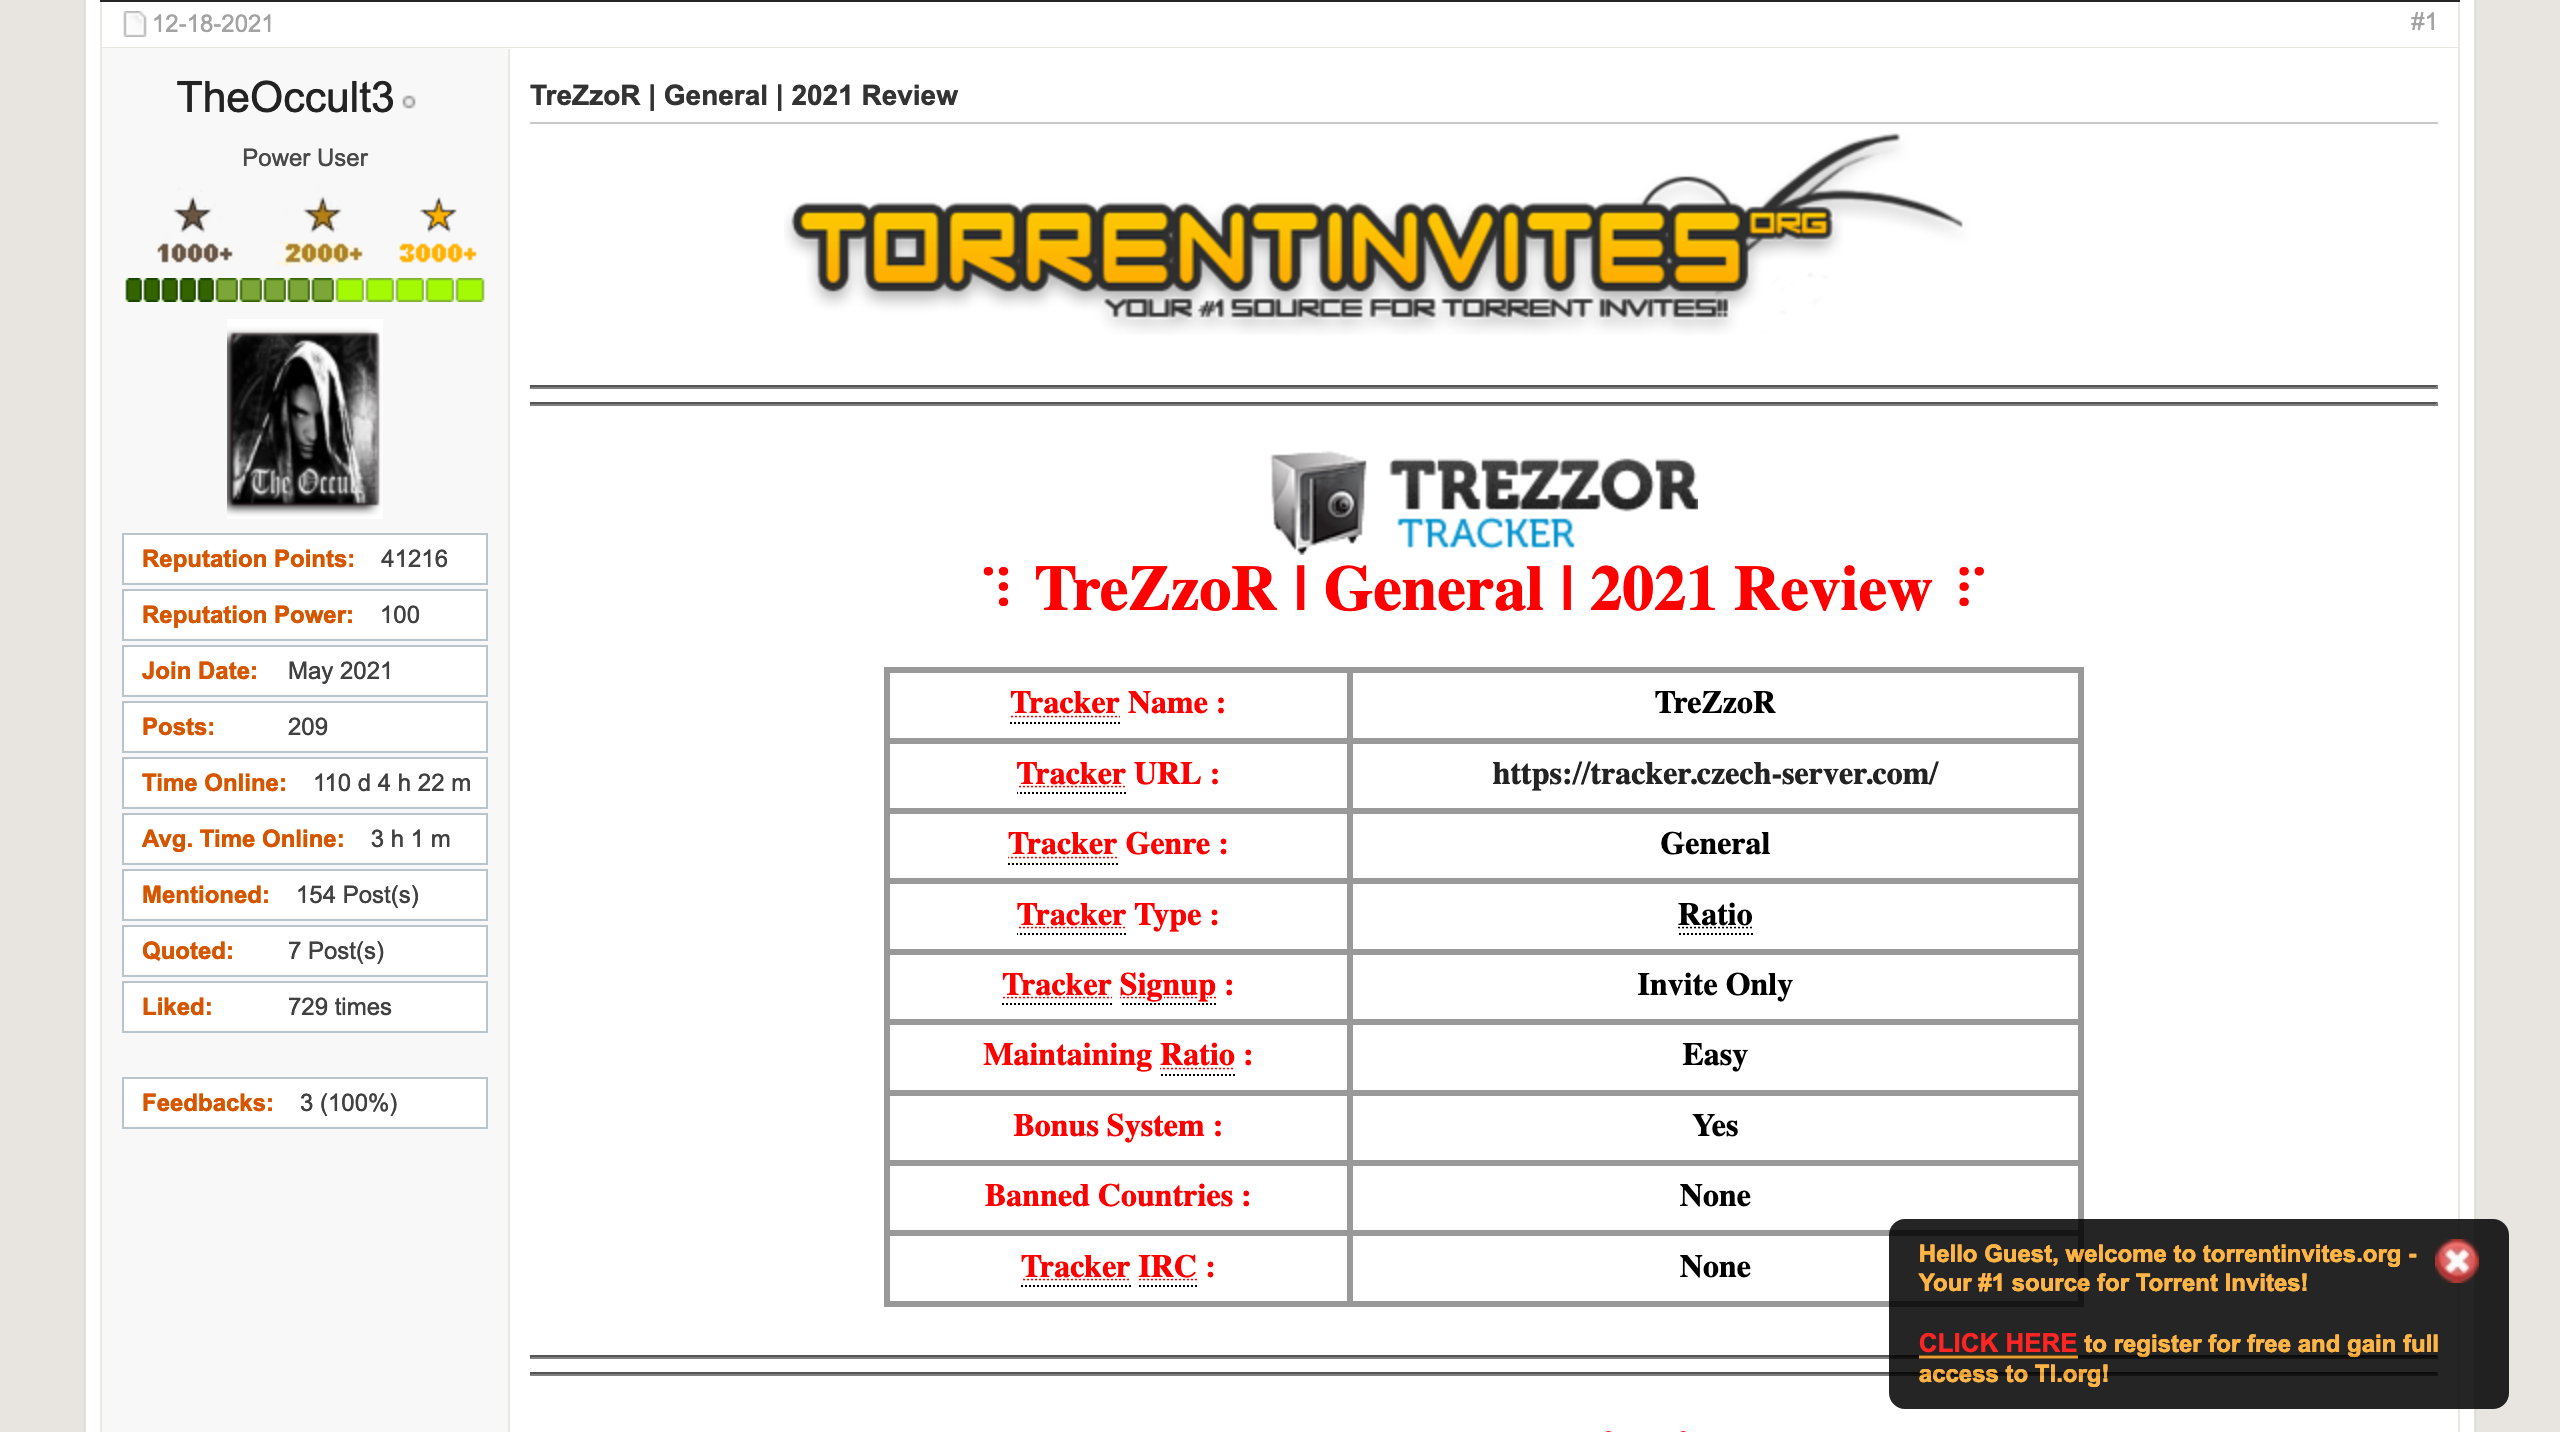 12-18-2021
#1
TheOccult3
Power User
1000+ 2000+ 3000+
The Occult
Reputation Points: 41216
Reputation Power: 100
Join Date: May 2021
Posts: 209
Time Online: 110 d 4 h 22 m
Avg. Time Online: 3 h 1 m
Mentioned: 154 Post(s)
Quoted: 7 Post(s)
Liked: 729 times
Feedbacks: 3 (100%)
TreZzoR | General | 2021 Review
TORRENTINVITES ORG
YOUR #1 SOURCE FOR TORRENT INVITES!!
TREZZOR
TRACKER
⠙⠇ TreZzoR | General | 2021 Review ⠸⠋
Tracker Name : TreZzoR
Tracker URL : https://tracker.czech-server.com/
Tracker Genre : General
Tracker Type : Ratio
Tracker Signup : Invite Only
Maintaining Ratio : Easy
Bonus System : Yes
Banned Countries : None
Tracker IRC : None
Hello Guest, welcome to torrentinvites.org -
Your #1 source for Torrent Invites!
CLICK HERE to register for free and gain full
access to TI.org!